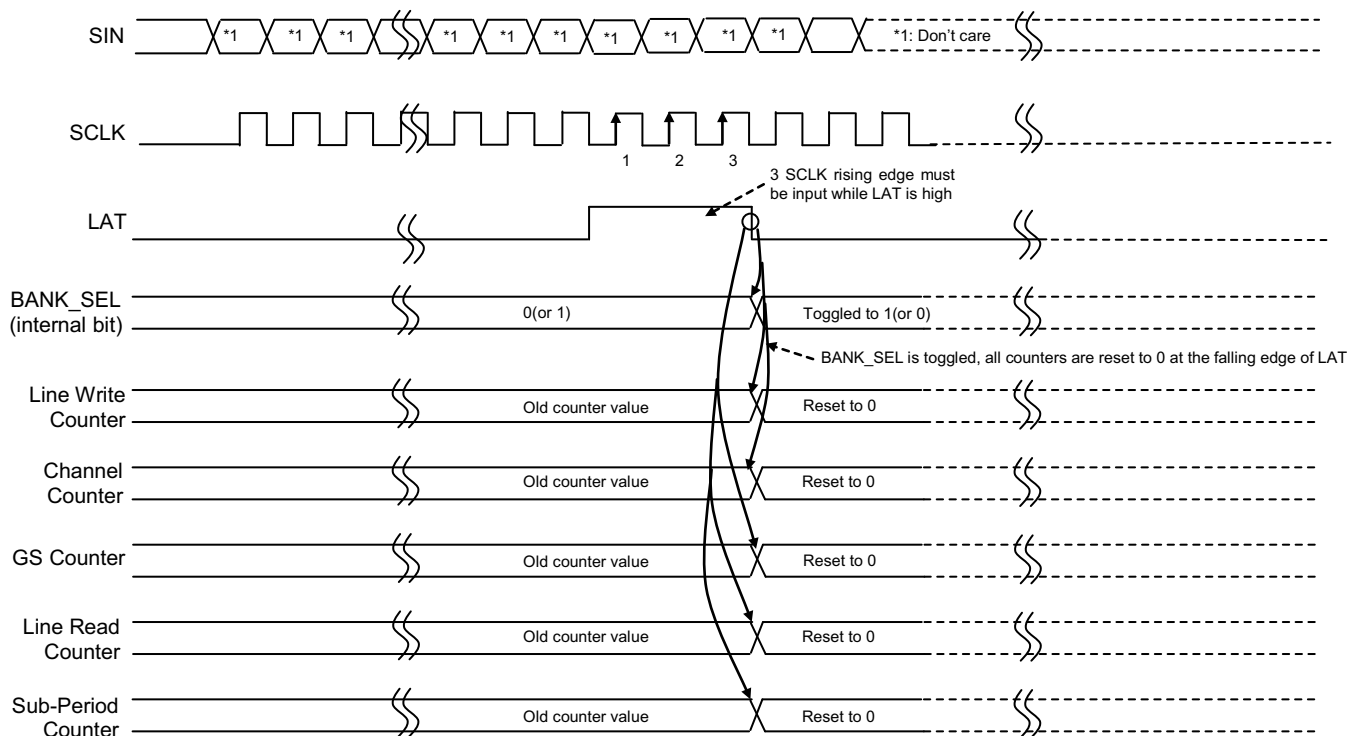 SIN
*1 *1 *1 *1 *1 *1 *1 *1 *1 *1 *1: Don't care
SCLK
1 2 3
3 SCLK rising edge must
be input while LAT is high
LAT
BANK_SEL
(internal bit)
0(or 1)
Toggled to 1(or 0)
BANK_SEL is toggled, all counters are reset to 0 at the falling edge of LAT
Line Write
Counter
Old counter value
Reset to 0
Channel
Counter
Old counter value
Reset to 0
GS Counter
Old counter value
Reset to 0
Line Read
Counter
Old counter value
Reset to 0
Sub-Period
Counter
Old counter value
Reset to 0